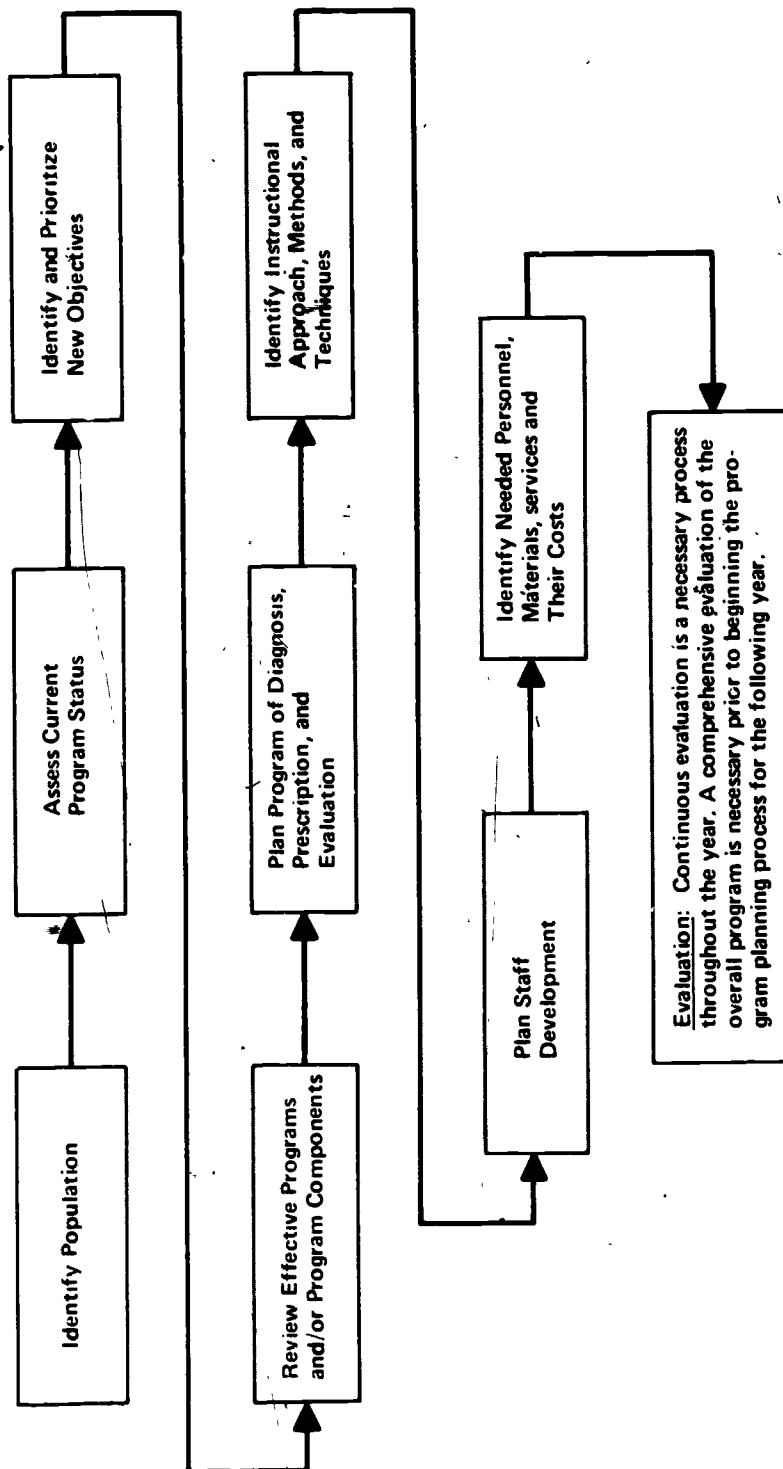 Identify Population
Assess Current
Program Status
Identify and Prioritize
New Objectives
Review Effective Programs
and/or Program Components
Plan Program of Diagnosis,
Prescription, and
Evaluation
Identify Instructional
Approach, Methods, and
Techniques
Plan Staff
Development
Identify Needed Personnel,
Materials, services and
Their Costs
Evaluation: Continuous evaluation is a necessary process
throughout the year. A comprehensive evaluation of the
overall program is necessary prior to beginning the pro-
gram planning process for the following year.